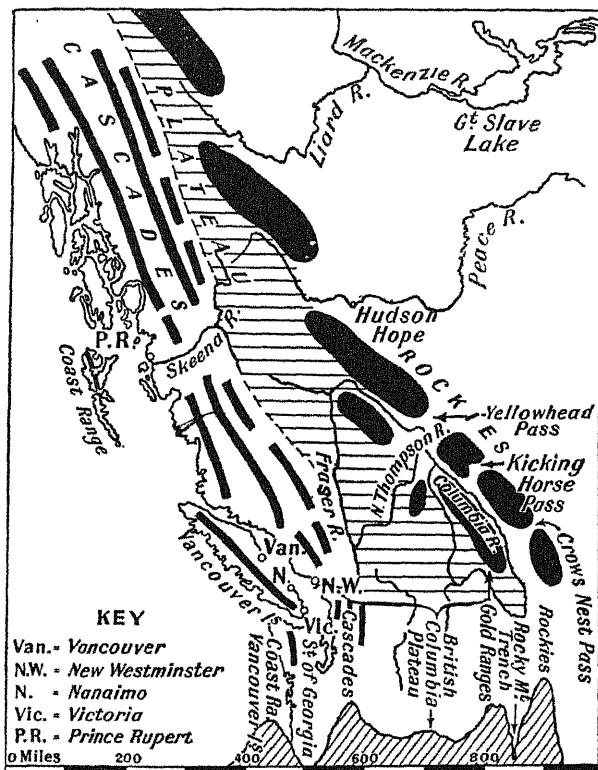 CASCADES
PLATEAU
Mackenzie R.
Gt Slave
Lake
Liard R.
Peace R.
Hudson
Hope
ROCKIES
P.R.
Skeena R.
Coast Range
Yellowhead
Pass
Kicking
Horse
Pass
Crows Nest Pass
Fraser R.
N. Thompson R.
Columbia R.
Van.
N.
N.W.
Vic.
Vancouver Is.
KEY
Van. = Vancouver
N.W. = New Westminster
N. = Nanaimo
Vic. = Victoria
P.R. = Prince Rupert
Vancouver Is.
Coast Ra.
St of Georgia
Cascades
British
Columbia
Plateau
Gold Ranges
Rocky Mt
Trench
Rockies
0 Miles 200 400 600 800